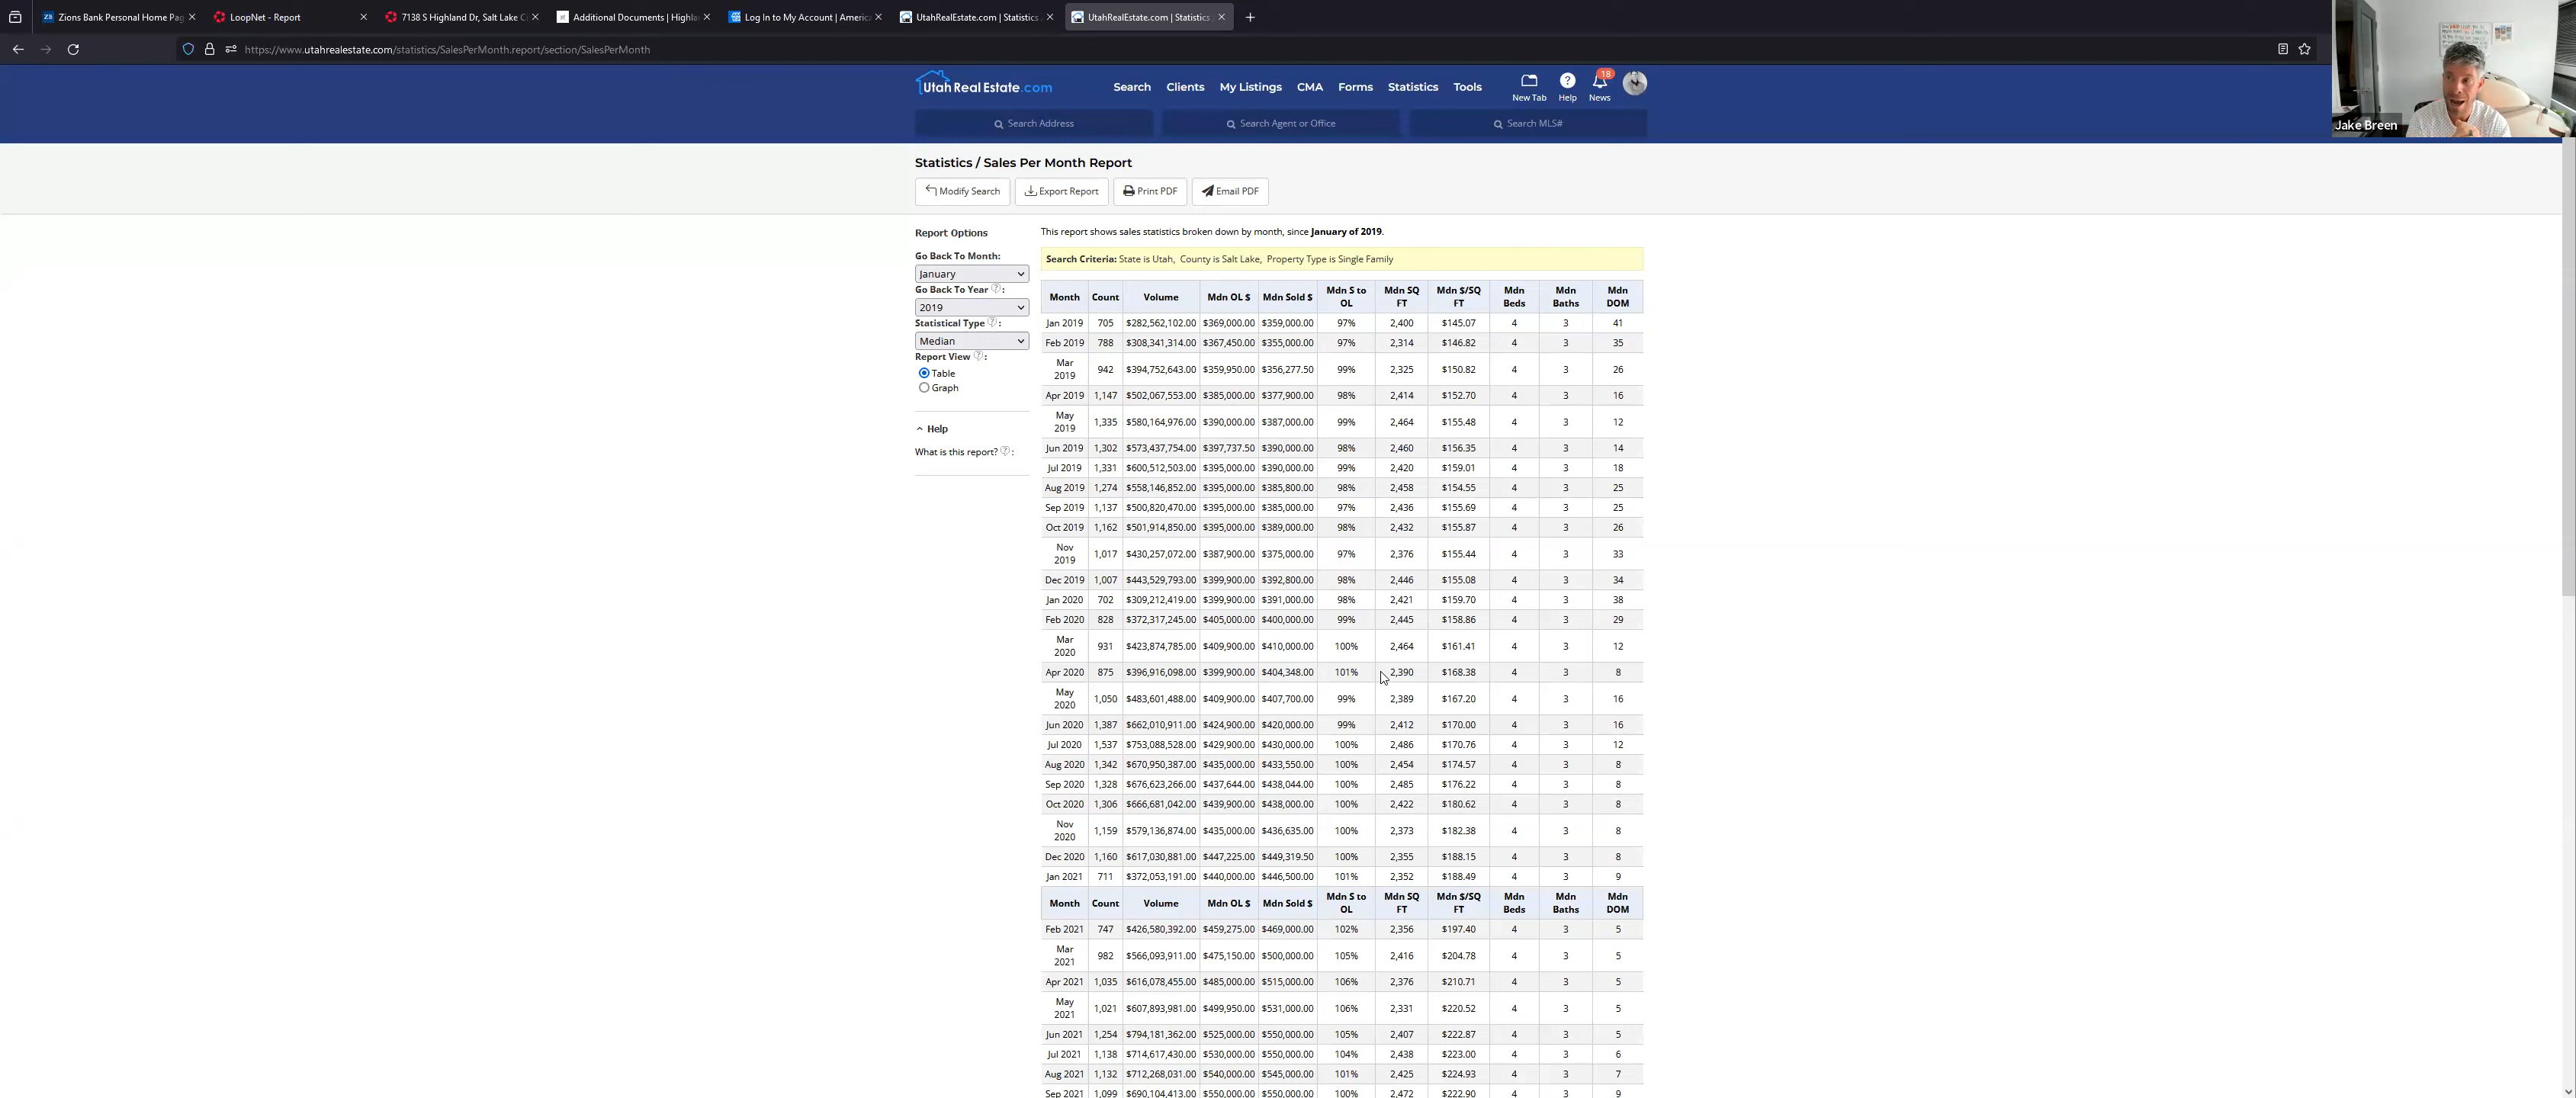 Zions Bank Personal Home Pag
LoopNet - Report
7138 S Highland Dr, Salt Lake Ci
Additional Documents | Highla
Log In to My Account | America
UtahRealEstate.com | Statistics
UtahRealEstate.com | Statistics
https://www.utahrealestate.com/statistics/SalesPerMonth.report/section/SalesPerMonth
Jake Breen
Utah Real Estate.com
Search Clients My Listings CMA Forms Statistics Tools
New Tab Help 18 News
Search Address Search Agent or Office Search MLS#
Statistics / Sales Per Month Report
Modify Search Export Report Print PDF Email PDF
Report Options
Go Back To Month:
January
Go Back To Year ? :
2019
Statistical Type ? :
Median
Report View ? :
Table
Graph
Help
What is this report? ? :
This report shows sales statistics broken down by month, since January of 2019.
Search Criteria: State is Utah, County is Salt Lake, Property Type is Single Family
Month Count Volume Mdn OL $ Mdn Sold $ Mdn S to OL Mdn SQ FT Mdn $/SQ FT Mdn Beds Mdn Baths Mdn DOM
Jan 2019 705 $282,562,102.00 $369,000.00 $359,000.00 97% 2,400 $145.07 4 3 41
Feb 2019 788 $308,341,314.00 $367,450.00 $355,000.00 97% 2,314 $146.82 4 3 35
Mar 2019 942 $394,752,643.00 $359,950.00 $356,277.50 99% 2,325 $150.82 4 3 26
Apr 2019 1,147 $502,067,553.00 $385,000.00 $377,900.00 98% 2,414 $152.70 4 3 16
May 2019 1,335 $580,164,976.00 $390,000.00 $387,000.00 99% 2,464 $155.48 4 3 12
Jun 2019 1,302 $573,437,754.00 $397,737.50 $390,000.00 98% 2,460 $156.35 4 3 14
Jul 2019 1,331 $600,512,503.00 $395,000.00 $390,000.00 99% 2,420 $159.01 4 3 18
Aug 2019 1,274 $558,146,852.00 $395,000.00 $385,800.00 98% 2,458 $154.55 4 3 25
Sep 2019 1,137 $500,820,470.00 $395,000.00 $385,000.00 97% 2,436 $155.69 4 3 25
Oct 2019 1,162 $501,914,850.00 $395,000.00 $389,000.00 98% 2,432 $155.87 4 3 26
Nov 2019 1,017 $430,257,072.00 $387,900.00 $375,000.00 97% 2,376 $155.44 4 3 33
Dec 2019 1,007 $443,529,793.00 $399,900.00 $392,800.00 98% 2,446 $155.08 4 3 34
Jan 2020 702 $309,212,419.00 $399,900.00 $391,000.00 98% 2,421 $159.70 4 3 38
Feb 2020 828 $372,317,245.00 $405,000.00 $400,000.00 99% 2,445 $158.86 4 3 29
Mar 2020 931 $423,874,785.00 $409,900.00 $410,000.00 100% 2,464 $161.41 4 3 12
Apr 2020 875 $396,916,098.00 $399,900.00 $404,348.00 101% 2,390 $168.38 4 3 8
May 2020 1,050 $483,601,488.00 $409,900.00 $407,700.00 99% 2,389 $167.20 4 3 16
Jun 2020 1,387 $662,010,911.00 $424,900.00 $420,000.00 99% 2,412 $170.00 4 3 16
Jul 2020 1,537 $753,088,528.00 $429,900.00 $430,000.00 100% 2,486 $170.76 4 3 12
Aug 2020 1,342 $670,950,387.00 $435,000.00 $433,550.00 100% 2,454 $174.57 4 3 8
Sep 2020 1,328 $676,623,266.00 $437,644.00 $438,044.00 100% 2,485 $176.22 4 3 8
Oct 2020 1,306 $666,681,042.00 $439,900.00 $438,000.00 100% 2,422 $180.62 4 3 8
Nov 2020 1,159 $579,136,874.00 $435,000.00 $436,635.00 100% 2,373 $182.38 4 3 8
Dec 2020 1,160 $617,030,881.00 $447,225.00 $449,319.50 100% 2,355 $188.15 4 3 8
Jan 2021 711 $372,053,191.00 $440,000.00 $446,500.00 101% 2,352 $188.49 4 3 9
Month Count Volume Mdn OL $ Mdn Sold $ Mdn S to OL Mdn SQ FT Mdn $/SQ FT Mdn Beds Mdn Baths Mdn DOM
Feb 2021 747 $426,580,392.00 $459,275.00 $469,000.00 102% 2,356 $197.40 4 3 5
Mar 2021 982 $566,093,911.00 $475,150.00 $500,000.00 105% 2,416 $204.78 4 3 5
Apr 2021 1,035 $616,078,455.00 $485,000.00 $515,000.00 106% 2,376 $210.71 4 3 5
May 2021 1,021 $607,893,981.00 $499,950.00 $531,000.00 106% 2,331 $220.52 4 3 5
Jun 2021 1,254 $794,181,362.00 $525,000.00 $550,000.00 105% 2,407 $222.87 4 3 5
Jul 2021 1,138 $714,617,430.00 $530,000.00 $550,000.00 104% 2,438 $223.00 4 3 6
Aug 2021 1,132 $712,268,031.00 $540,000.00 $545,000.00 101% 2,425 $224.93 4 3 7
Sep 2021 1,099 $690,104,413.00 $550,000.00 $550,000.00 100% 2,472 $222.90 4 3 9